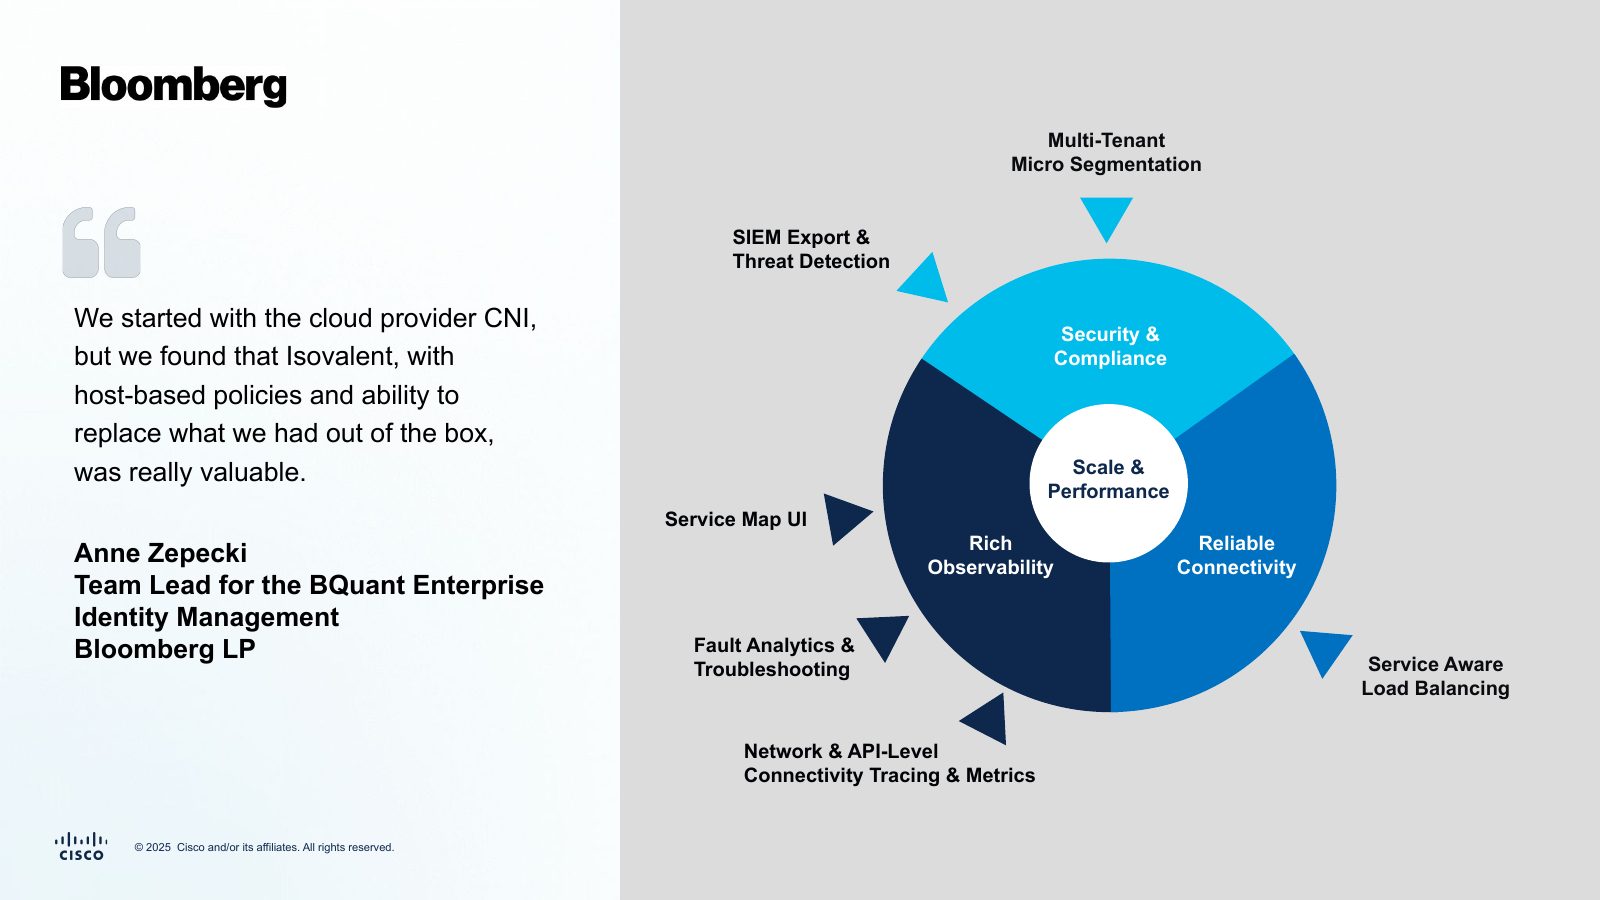 Bloomberg
We started with the cloud provider CNI,
but we found that Isovalent, with
host-based policies and ability to
replace what we had out of the box,
was really valuable.
Anne Zepecki
Team Lead for the BQuant Enterprise
Identity Management
Bloomberg LP
CISCO
© 2025 Cisco and/or its affiliates. All rights reserved.
Multi-Tenant
Micro Segmentation
SIEM Export &
Threat Detection
Security &
Compliance
Scale &
Performance
Service Map UI
Rich
Observability
Reliable
Connectivity
Fault Analytics &
Troubleshooting
Service Aware
Load Balancing
Network & API-Level
Connectivity Tracing & Metrics